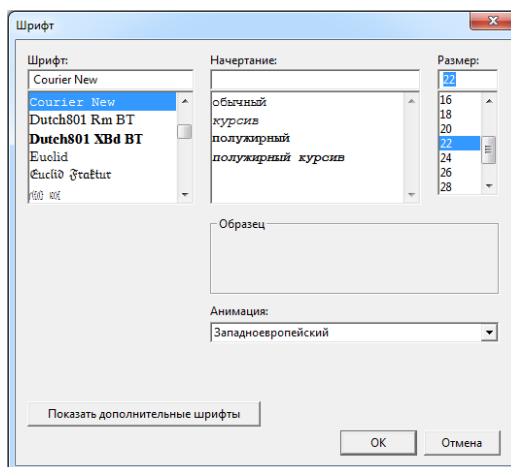 Шрифт
Шрифт:
Courier New
Courier New
Dutch801 Rm BT
Dutch801 XBd BT
Euclid
Euclid Fraktur
Начертание:
обычный
курсив
полужирный
полужирный курсив
Размер:
22
16
18
20
22
24
26
28
Образец
Анимация:
Западноевропейский
Показать дополнительные шрифты
ОК
Отмена